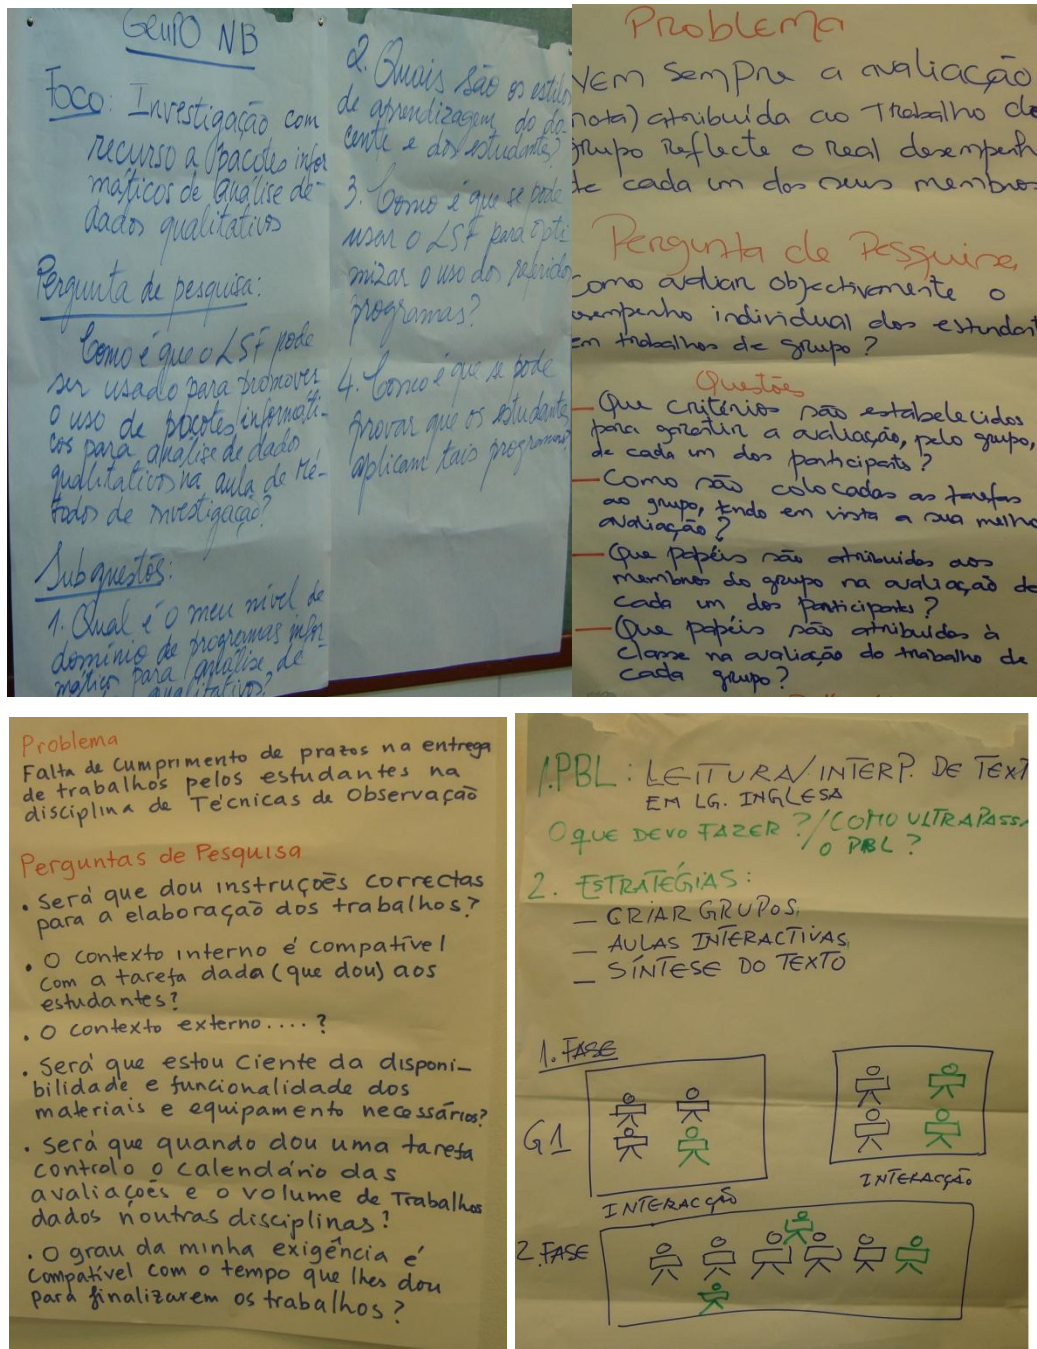 GRUPO NB
Foco: Investigação com
recurso a pacotes infor
máticos de análise de
dados qualitativos
Pergunta de pesquisa:
Como é que o LSF pode
ser usado para promover
o uso de pacotes informáti-
cos para análise de dados
qualitativos na aula de Mé-
todos de investigação?
Subquestões:
1. Qual é o meu nível de
domínio de programas infor-
mático para análise de
qualitativos?
2. Quais são os estilos
de aprendizagem do do
cente e dos estudantes?
3. Como é que se pode
usar o LSF para opti
mizar o uso dos referidos
programas?
4. Como é que se pode
provar que os estudantes
aplicam tais programas?
Problema
Nem sempre a avaliação
(nota) atribuída ao Trabalho de
grupo reflecte o real desempenh
de cada um dos seus membros
Pergunta de Pesquisa
Como avaliar objectivamente o
desempenho individual dos estudant
em trabalhos de grupo?
Questões
- Que critérios são estabelecidos
para garantir a avaliação, pelo grupo,
de cada um dos participants?
- Como são colocadas as tarefas
ao grupo, tendo em vista a sua melho
avaliação?
- Que papéis são atribuídos aos
membros do grupo na avaliação de
cada um dos participants?
- Que papéis são atribuídos à
classe na avaliação do trabalho de
cada grupo?
Problema
Falta de cumprimento de prazos na entrega
de trabalhos pelos estudantes na
disciplina de Técnicas de Observação
Perguntas de Pesquisa
. Será que dou instruções correctas
para a elaboração dos trabalhos?
. O contexto interno é compatível
com a tarefa dada (que dou) aos
estudantes?
. O contexto externo....?
. Será que estou ciente da disponi-
bilidade e funcionalidade dos
materiais e equipamento necessários?
. Será que quando dou uma tarefa
controlo o calendário das
avaliações e o volume de Trabalhos
dados noutras disciplinas?
. O grau da minha exigência é
compatível com o tempo que lhes dou
para finalizarem os trabalhos?
1. PBL: LEITURA/INTERP. DE TEXT
EM LG. INGLESA
O QUE DEVO FAZER?/COMO ULTRAPASSA
O PBL?
2. ESTRATÉGIAS:
- CRIAR GRUPOS,
- AULAS INTERACTIVAS,
- SÍNTESE DO TEXTO
1. FASE
G1
INTERACÇÃO
INTERACÇÃO
2. FASE